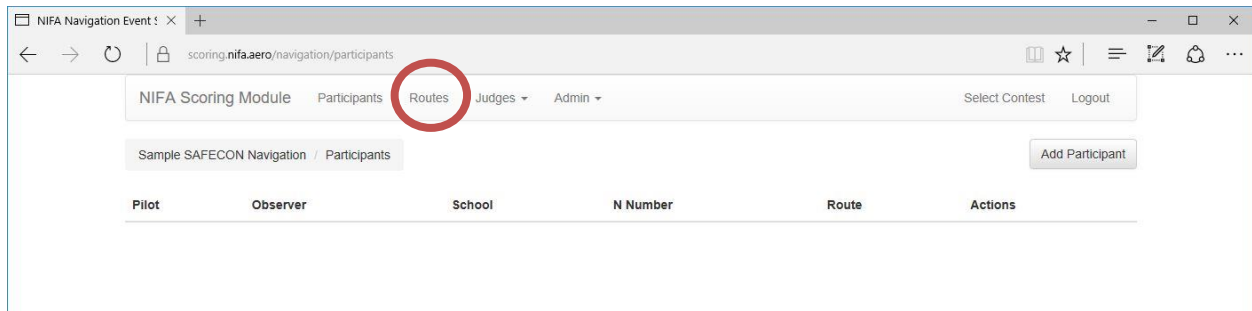 NIFA Navigation Event S
scoring.nifa.aero/navigation/participants
NIFA Scoring Module Participants Routes Judges Admin Select Contest Logout
Sample SAFECON Navigation / Participants Add Participant
Pilot Observer School N Number Route Actions